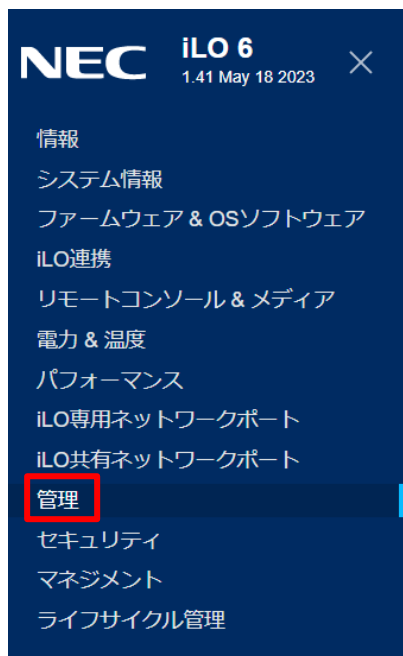 NEC
iLO 6
1.41 May 18 2023
情報
システム情報
ファームウェア & OSソフトウェア
iLO連携
リモートコンソール & メディア
電力 & 温度
パフォーマンス
iLO専用ネットワークポート
iLO共有ネットワークポート
管理
セキュリティ
マネジメント
ライフサイクル管理